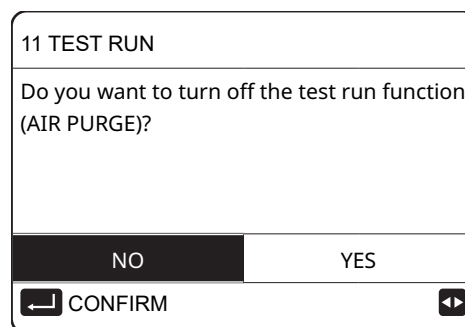 11 TEST RUN
Do you want to turn off the test run function
(AIR PURGE)?
NO YES
CONFIRM